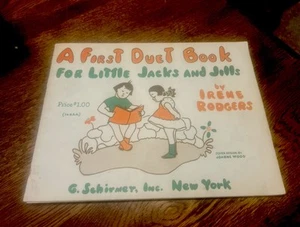 A First Duet Book
For Little Jacks and Jills
by
Irene
Rodgers
Price $1.00
G. Schirmer, Inc. New York